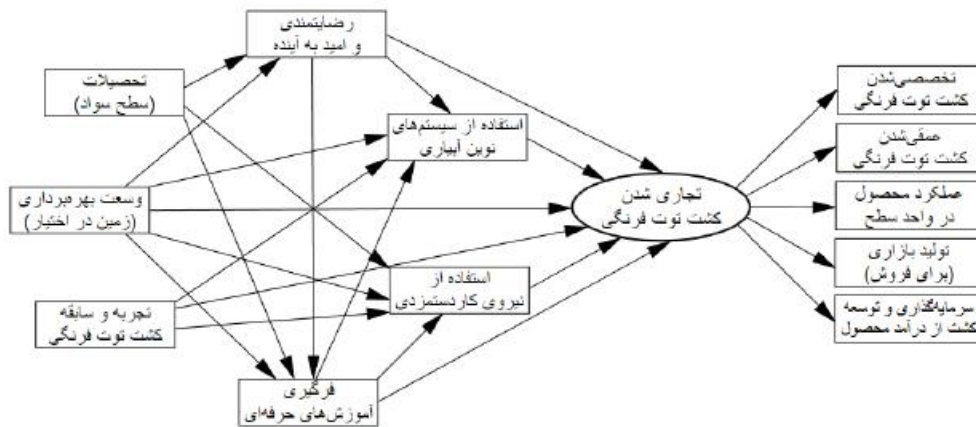 رضایتمندی
و امید به آینده
تحصیلات
(سطح سواد)
تخصصی‌شدن
کشت توت فرنگی
استفاده از سیستم‌های
نوین آبیاری
عمقی‌شدن
کشت توت فرنگی
وسعت بهره‌برداری
(زمین در اختیار)
تجاری شدن
کشت توت فرنگی
عملکرد محصول
در واحد سطح
تولید بازاری
(برای فروش)
استفاده از
نیروی کاردستمزدی
تجربه و سابقه
کشت توت فرنگی
سرمایه‌گذاری و توسعه
کشت از درآمد محصول
فرگیری
آموزش‌های حرفه‌ای